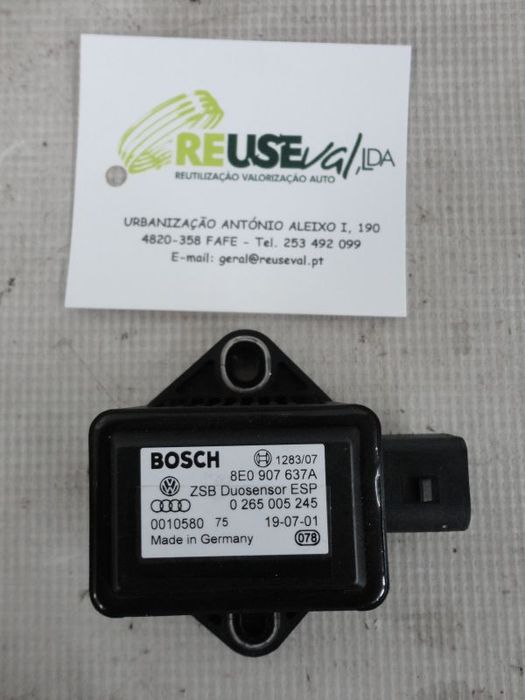 REUSEval, LDA
REUTILIZAÇÃO VALORIZAÇÃO AUTO
URBANIZAÇÃO ANTÓNIO ALEIXO I, 190
4820-358 FAFE - Tel. 253 492 099
E-mail: geral@reuseval.pt
BOSCH 1283/07
8E0 907 637A
ZSB Duosensor ESP
0 265 005 245
0010580 75 19-07-01
Made in Germany 078